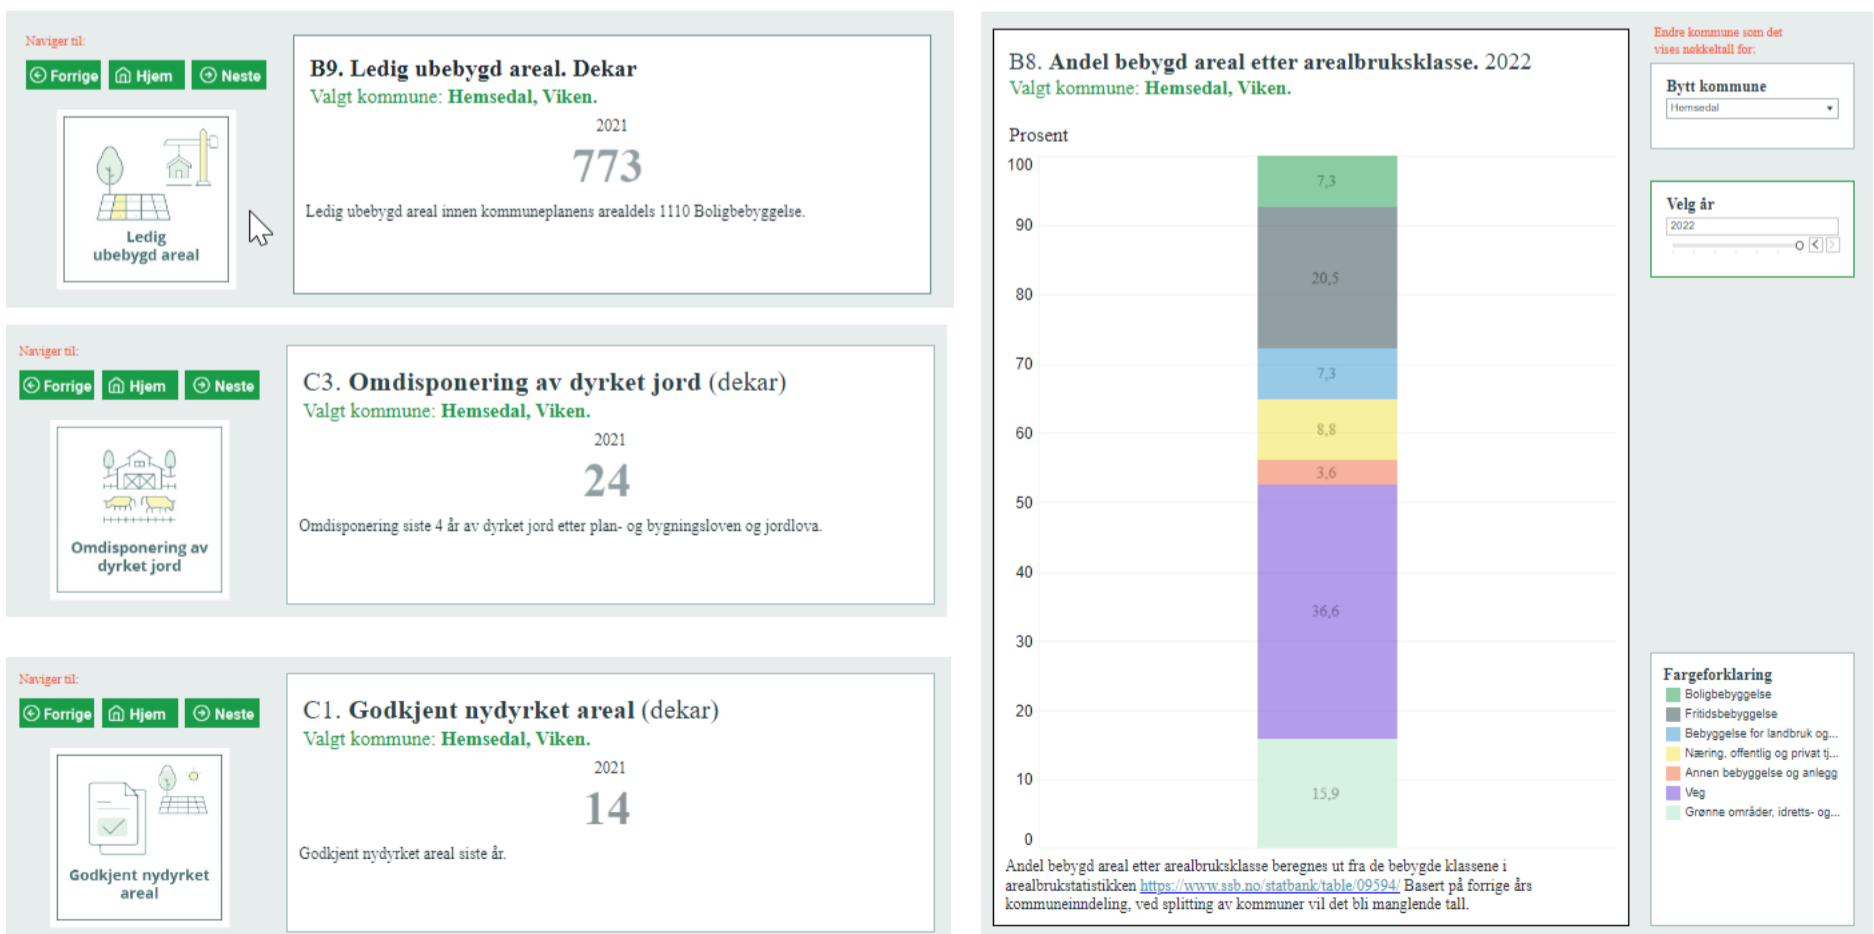 Naviger til:
Forrige
Hjem
Neste
Ledig
ubebygd areal
B9. Ledig ubebygd areal. Dekar
Valgt kommune: Hemsedal, Viken.
2021
773
Ledig ubebygd areal innen kommuneplanens arealdels 1110 Boligbebyggelse.
Naviger til:
Forrige
Hjem
Neste
Omdisponering av
dyrket jord
C3. Omdisponering av dyrket jord (dekar)
Valgt kommune: Hemsedal, Viken.
2021
24
Omdisponering siste 4 år av dyrket jord etter plan- og bygningsloven og jordlova.
Naviger til:
Forrige
Hjem
Neste
Godkjent nydyrket
areal
C1. Godkjent nydyrket areal (dekar)
Valgt kommune: Hemsedal, Viken.
2021
14
Godkjent nydyrket areal siste år.
B8. Andel bebygd areal etter arealbruksklasse. 2022
Valgt kommune: Hemsedal, Viken.
Prosent
100
90
80
70
60
50
40
30
20
10
0
7,3
20,5
7,3
8,8
3,6
36,6
15,9
Andel bebygd areal etter arealbruksklasse beregnes ut fra de bebygde klassene i
arealbrukstatistikken https://www.ssb.no/statbank/table/09594/ Basert på forrige års
kommuneinndeling, ved splitting av kommuner vil det bli manglende tall.
Endre kommune som det
vises nøkkeltall for:
Bytt kommune
Hemsedal
Velg år
2022
Fargeforklaring
Boligbebyggelse
Fritidsbebyggelse
Bebyggelse for landbruk og...
Næring, offentlig og privat tj...
Annen bebyggelse og anlegg
Veg
Grønne områder, idretts- og...